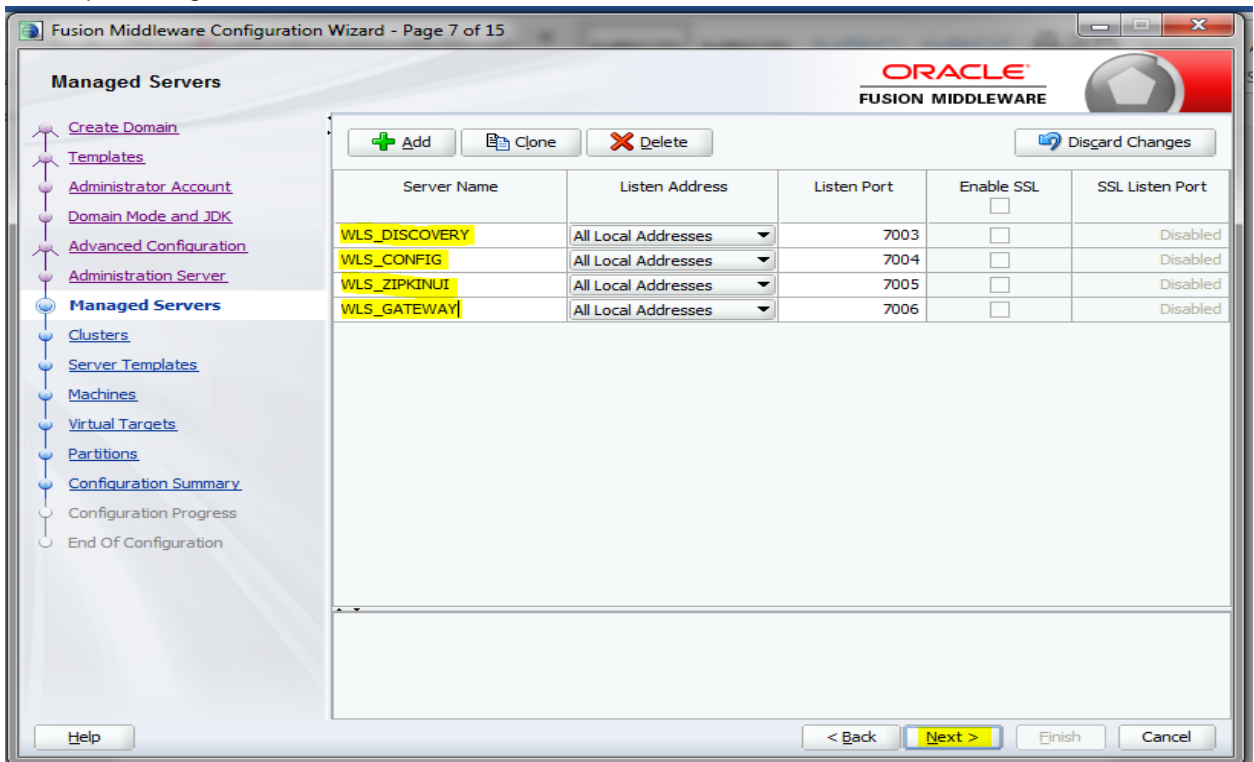 Fusion Middleware Configuration Wizard - Page 7 of 15
Managed Servers
ORACLE
FUSION MIDDLEWARE
Create Domain
Templates
Administrator Account
Domain Mode and JDK
Advanced Configuration
Administration Server
Managed Servers
Clusters
Server Templates
Machines
Virtual Targets
Partitions
Configuration Summary
Configuration Progress
End Of Configuration
Add Clone Delete Discard Changes
Server Name Listen Address Listen Port Enable SSL SSL Listen Port
WLS_DISCOVERY All Local Addresses 7003 Disabled
WLS_CONFIG All Local Addresses 7004 Disabled
WLS_ZIPKINUI All Local Addresses 7005 Disabled
WLS_GATEWAY All Local Addresses 7006 Disabled
Help < Back Next > Finish Cancel